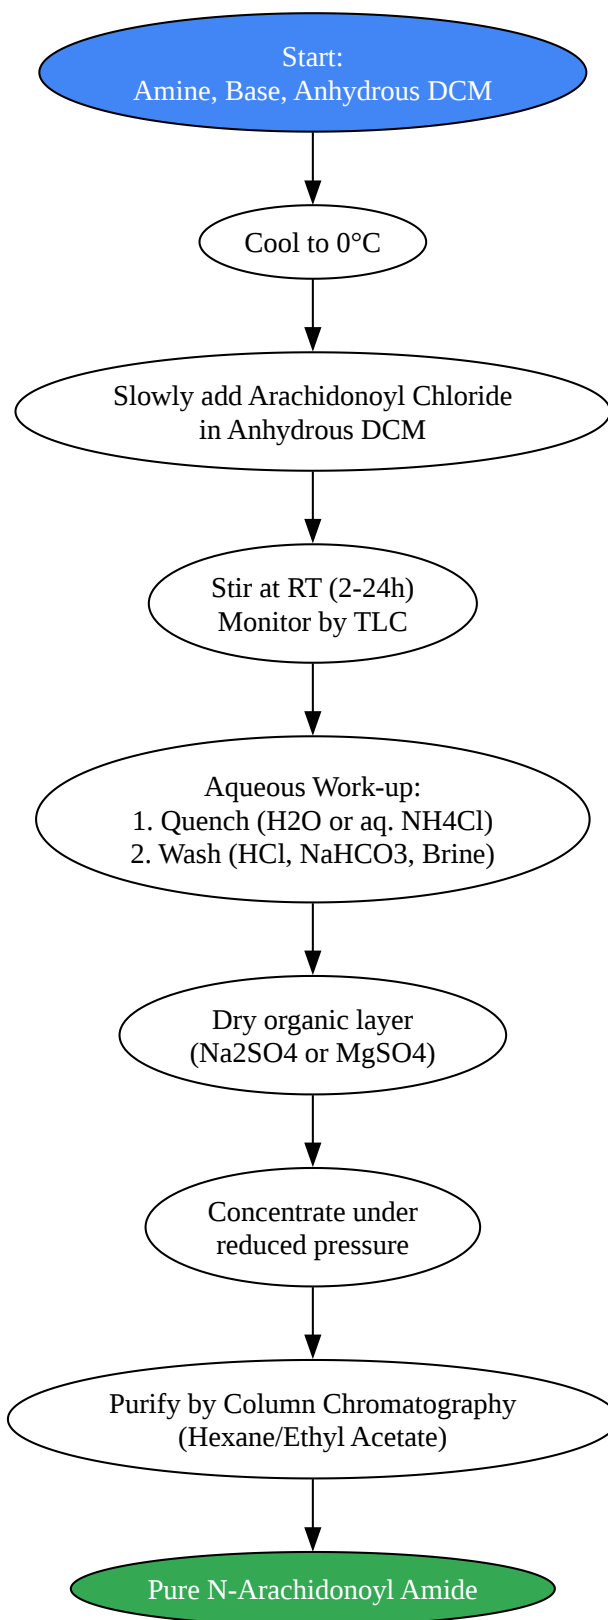 Start:
Amine, Base, Anhydrous DCM
Cool to 0°C
Slowly add Arachidonoyl Chloride
in Anhydrous DCM
Stir at RT (2-24h)
Monitor by TLC
Aqueous Work-up:
1. Quench (H2O or aq. NH4Cl)
2. Wash (HCl, NaHCO3, Brine)
Dry organic layer
(Na2SO4 or MgSO4)
Concentrate under
reduced pressure
Purify by Column Chromatography
(Hexane/Ethyl Acetate)
Pure N-Arachidonoyl Amide